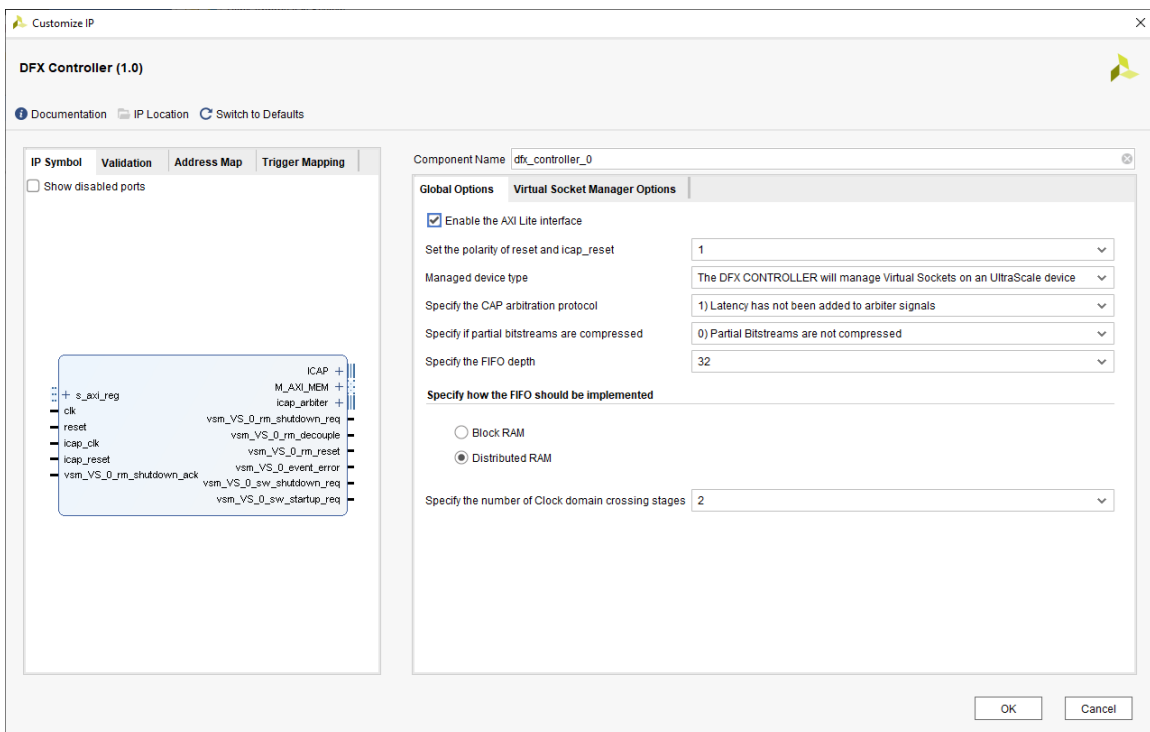 Customize IP
DFX Controller (1.0)
Documentation IP Location Switch to Defaults
IP Symbol Validation Address Map Trigger Mapping
Show disabled ports
ICAP
M_AXI_MEM
s_axi_reg
icap_arbiter
clk
vsm_VS_0_rm_shutdown_req
reset
vsm_VS_0_rm_decouple
icap_clk
vsm_VS_0_rm_reset
icap_reset
vsm_VS_0_event_error
vsm_VS_0_rm_shutdown_ack
vsm_VS_0_sw_shutdown_req
vsm_VS_0_sw_startup_req
Component Name dfx_controller_0
Global Options Virtual Socket Manager Options
Enable the AXI Lite interface
Set the polarity of reset and icap_reset 1
Managed device type The DFX CONTROLLER will manage Virtual Sockets on an UltraScale device
Specify the CAP arbitration protocol 1) Latency has not been added to arbiter signals
Specify if partial bitstreams are compressed 0) Partial Bitstreams are not compressed
Specify the FIFO depth 32
Specify how the FIFO should be implemented
Block RAM
Distributed RAM
Specify the number of Clock domain crossing stages 2
OK Cancel